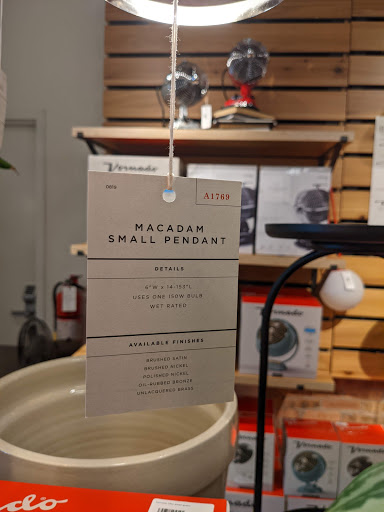 A1769
MACADAM
SMALL PENDANT
DETAILS
USES ONE 150W BULB
WET RATED
AVAILABLE FINISHES
BRUSHED SATIN
BRUSHED NICKEL
POLISHED NICKEL
OIL-RUBBED BRONZE
UNLACQUERED BRASS
Vornado
Vornado
Vornado
Vornado